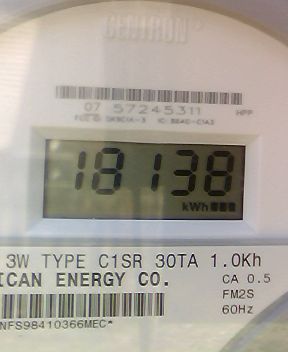 CENTRON
07 57245311 HPP
18138
kWh
3W TYPE C1SR 30TA 1.0Kh
ICAN ENERGY CO. CA 0.5
FM2S
60Hz
NFS98410366MEC*